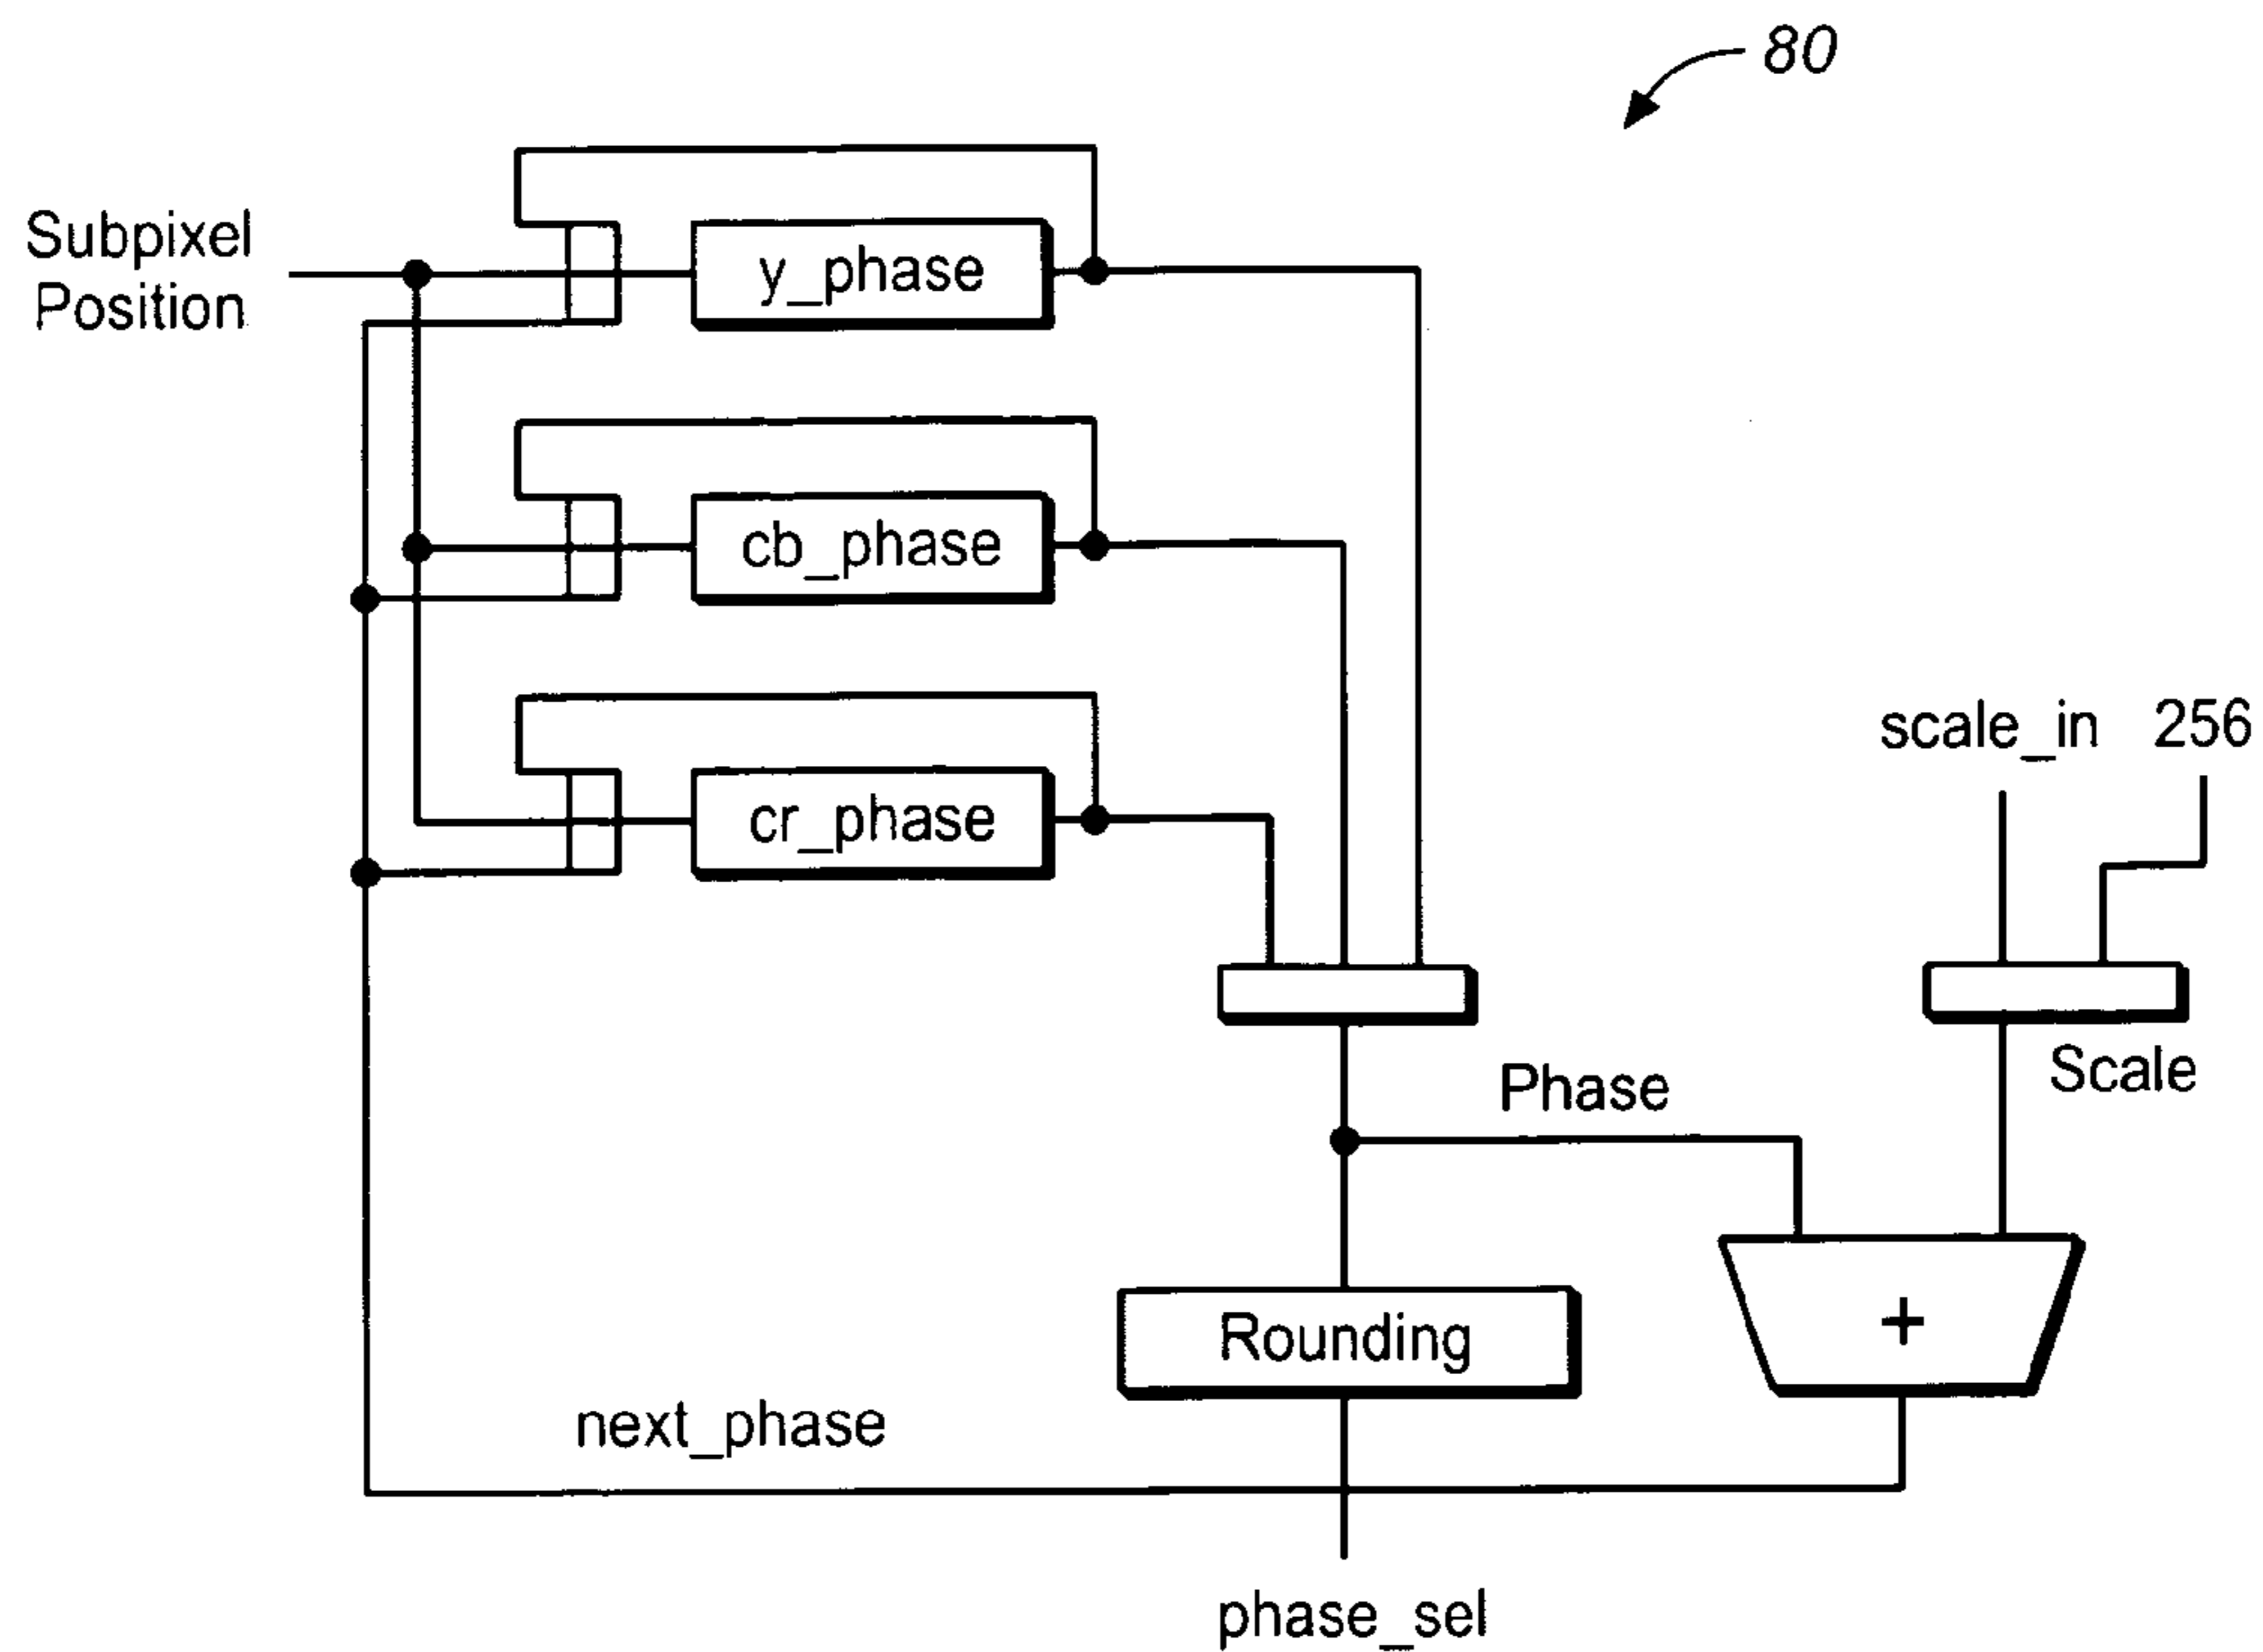 80
Subpixel
Position
y_phase
cb_phase
cr_phase
scale_in 256
Scale
Phase
+
Rounding
next_phase
phase_sel